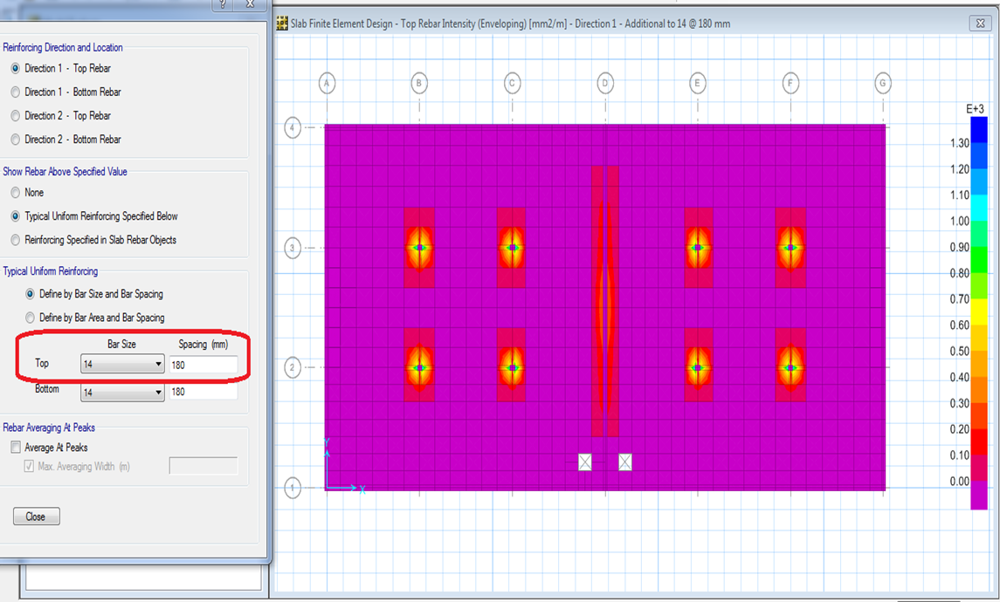 ?
X
Reinforcing Direction and Location
Direction 1 - Top Rebar
Direction 1 - Bottom Rebar
Direction 2 - Top Rebar
Direction 2 - Bottom Rebar
Show Rebar Above Specified Value
None
Typical Uniform Reinforcing Specified Below
Reinforcing Specified in Slab Rebar Objects
Typical Uniform Reinforcing
Define by Bar Size and Bar Spacing
Define by Bar Area and Bar Spacing
Bar Size Spacing (mm)
Top 14 180
Bottom 14 180
Rebar Averaging At Peaks
Average At Peaks
Max. Averaging Width (m)
Close
Slab Finite Element Design - Top Rebar Intensity (Enveloping) [mm2/m] - Direction 1 - Additional to 14 @ 180 mm
A B C D E F G
4
3
2
1
Y
X
E+3
1.30
1.20
1.10
1.00
0.90
0.80
0.70
0.60
0.50
0.40
0.30
0.20
0.10
0.00